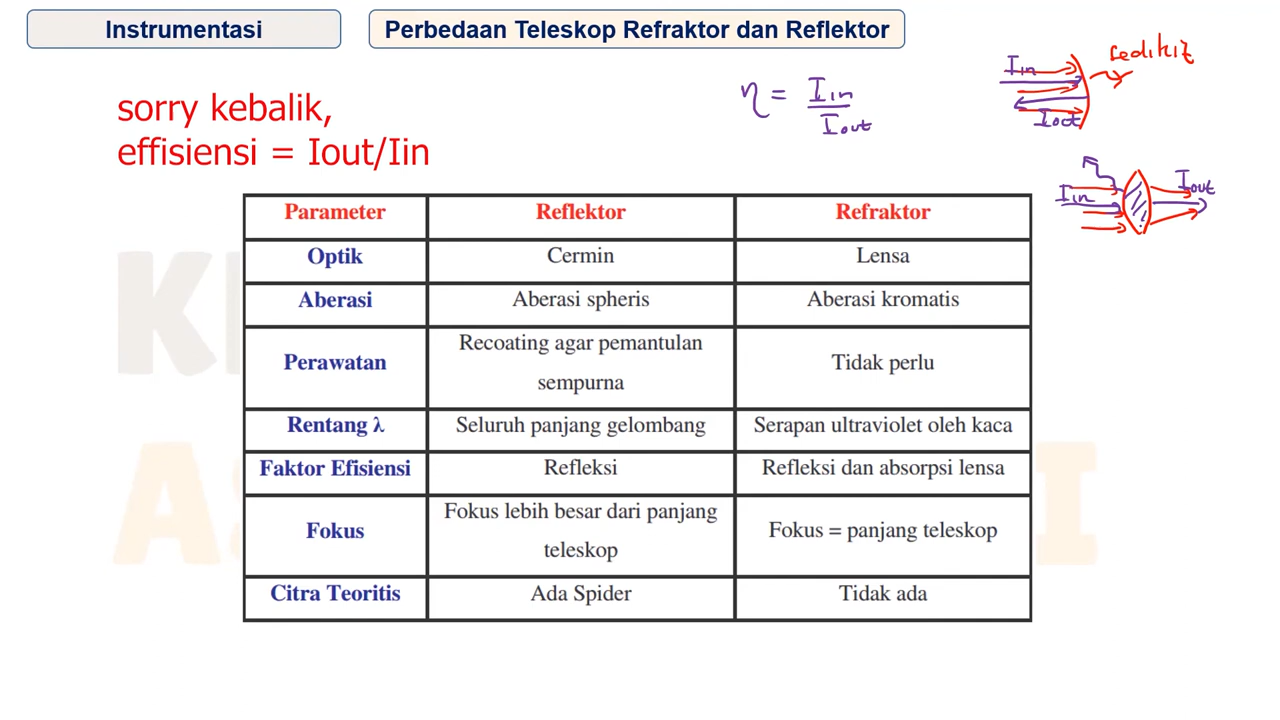 Instrumentasi
Perbedaan Teleskop Refraktor dan Reflektor
sorry kebalik,
effisiensi = Iout/Iin
η = Iin / Iout
Iin
sedikit
Iout
Iin
Iout
Parameter Reflektor Refraktor
Optik Cermin Lensa
Aberasi Aberasi spheris Aberasi kromatis
Perawatan Recoating agar pemantulan sempurna Tidak perlu
Rentang λ Seluruh panjang gelombang Serapan ultraviolet oleh kaca
Faktor Efisiensi Refleksi Refleksi dan absorpsi lensa
Fokus Fokus lebih besar dari panjang teleskop Fokus = panjang teleskop
Citra Teoritis Ada Spider Tidak ada